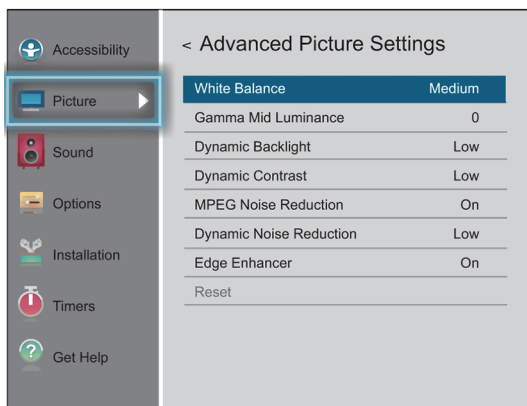 Accessibility
Picture
Sound
Options
Installation
Timers
Get Help
< Advanced Picture Settings
White Balance Medium
Gamma Mid Luminance 0
Dynamic Backlight Low
Dynamic Contrast Low
MPEG Noise Reduction On
Dynamic Noise Reduction Low
Edge Enhancer On
Reset